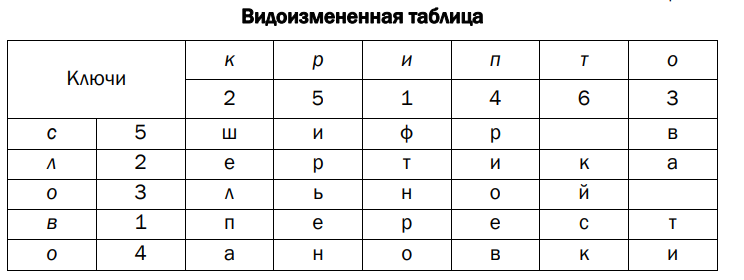 Видоизмененная таблица
Ключи к р и п т о
2 5 1 4 6 3
с 5 ш и ф р в
л 2 е р т и к а
о 3 л ь н о й
в 1 п е р е с т
о 4 а н о в к и